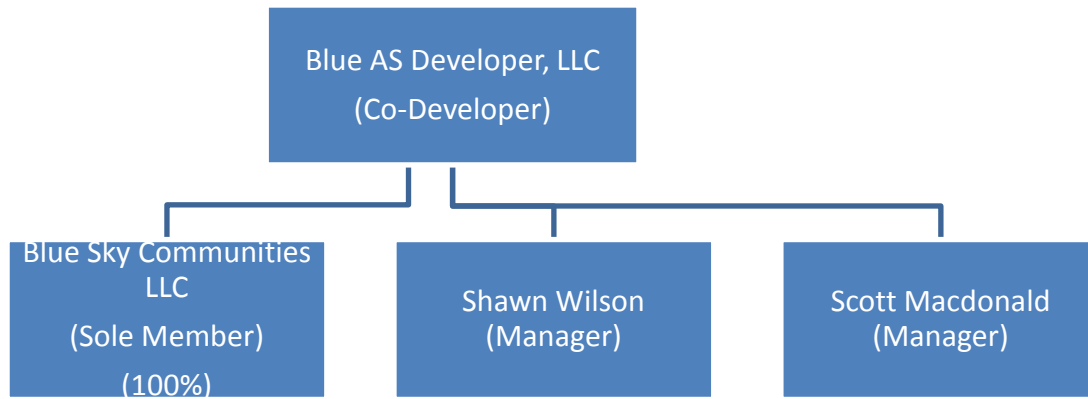 Blue AS Developer, LLC
(Co-Developer)
Blue Sky Communities
LLC
(Sole Member)
(100%)
Shawn Wilson
(Manager)
Scott Macdonald
(Manager)